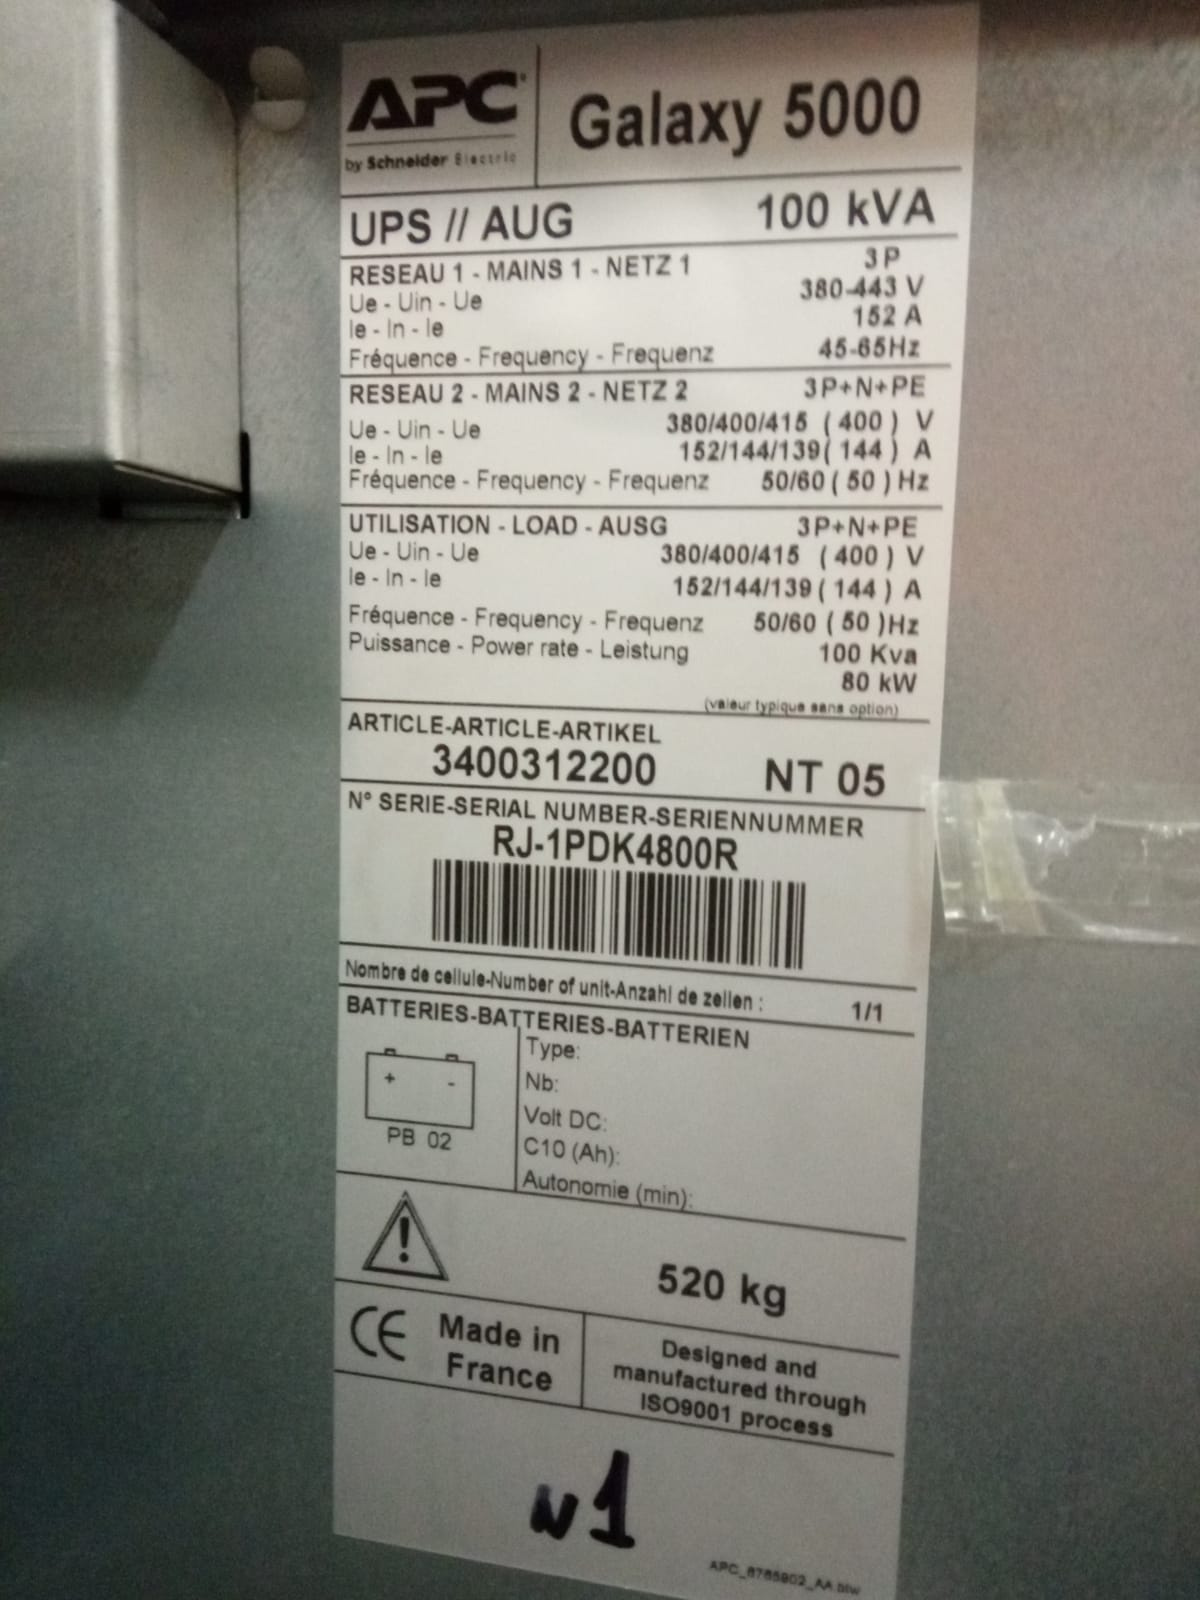 APC
by Schneider Electric
Galaxy 5000
UPS // AUG 100 kVA
RESEAU 1 - MAINS 1 - NETZ 1 3P
Ue - Uin - Ue 380-443 V
Ie - In - Ie 152 A
Fréquence - Frequency - Frequenz 45-65Hz
RESEAU 2 - MAINS 2 - NETZ 2 3P+N+PE
Ue - Uin - Ue 380/400/415 ( 400 ) V
Ie - In - Ie 152/144/139( 144 ) A
Fréquence - Frequency - Frequenz 50/60 ( 50 ) Hz
UTILISATION - LOAD - AUSG 3P+N+PE
Ue - Uin - Ue 380/400/415 ( 400 ) V
Ie - In - Ie 152/144/139 ( 144 ) A
Fréquence - Frequency - Frequenz 50/60 ( 50 )Hz
Puissance - Power rate - Leistung 100 Kva
80 kW
(valeur typique sans option)
ARTICLE-ARTICLE-ARTIKEL
3400312200 NT 05
N° SERIE-SERIAL NUMBER-SERIENNUMMER
RJ-1PDK4800R
Nombre de cellule-Number of unit-Anzahl de zellen : 1/1
BATTERIES-BATTERIES-BATTERIEN
+ -
PB 02
Type:
Nb:
Volt DC:
C10 (Ah):
Autonomie (min):
520 kg
CE
Made in
France
Designed and
manufactured through
ISO9001 process
N1